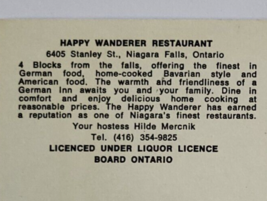 HAPPY WANDERER RESTAURANT
6405 Stanley St., Niagara Falls, Ontario
4 Blocks from the falls, offering the finest in
German food, home-cooked Bavarian style and
American food. The warmth and friendliness of a
German Inn awaits you and your family. Dine in
comfort and enjoy delicious home cooking at
reasonable prices. The Happy Wanderer has earned
a reputation as one of Niagara's finest restaurants.
Your hostess Hilde Mercnik
Tel. (416) 354-9825
LICENCED UNDER LIQUOR LICENCE
BOARD ONTARIO